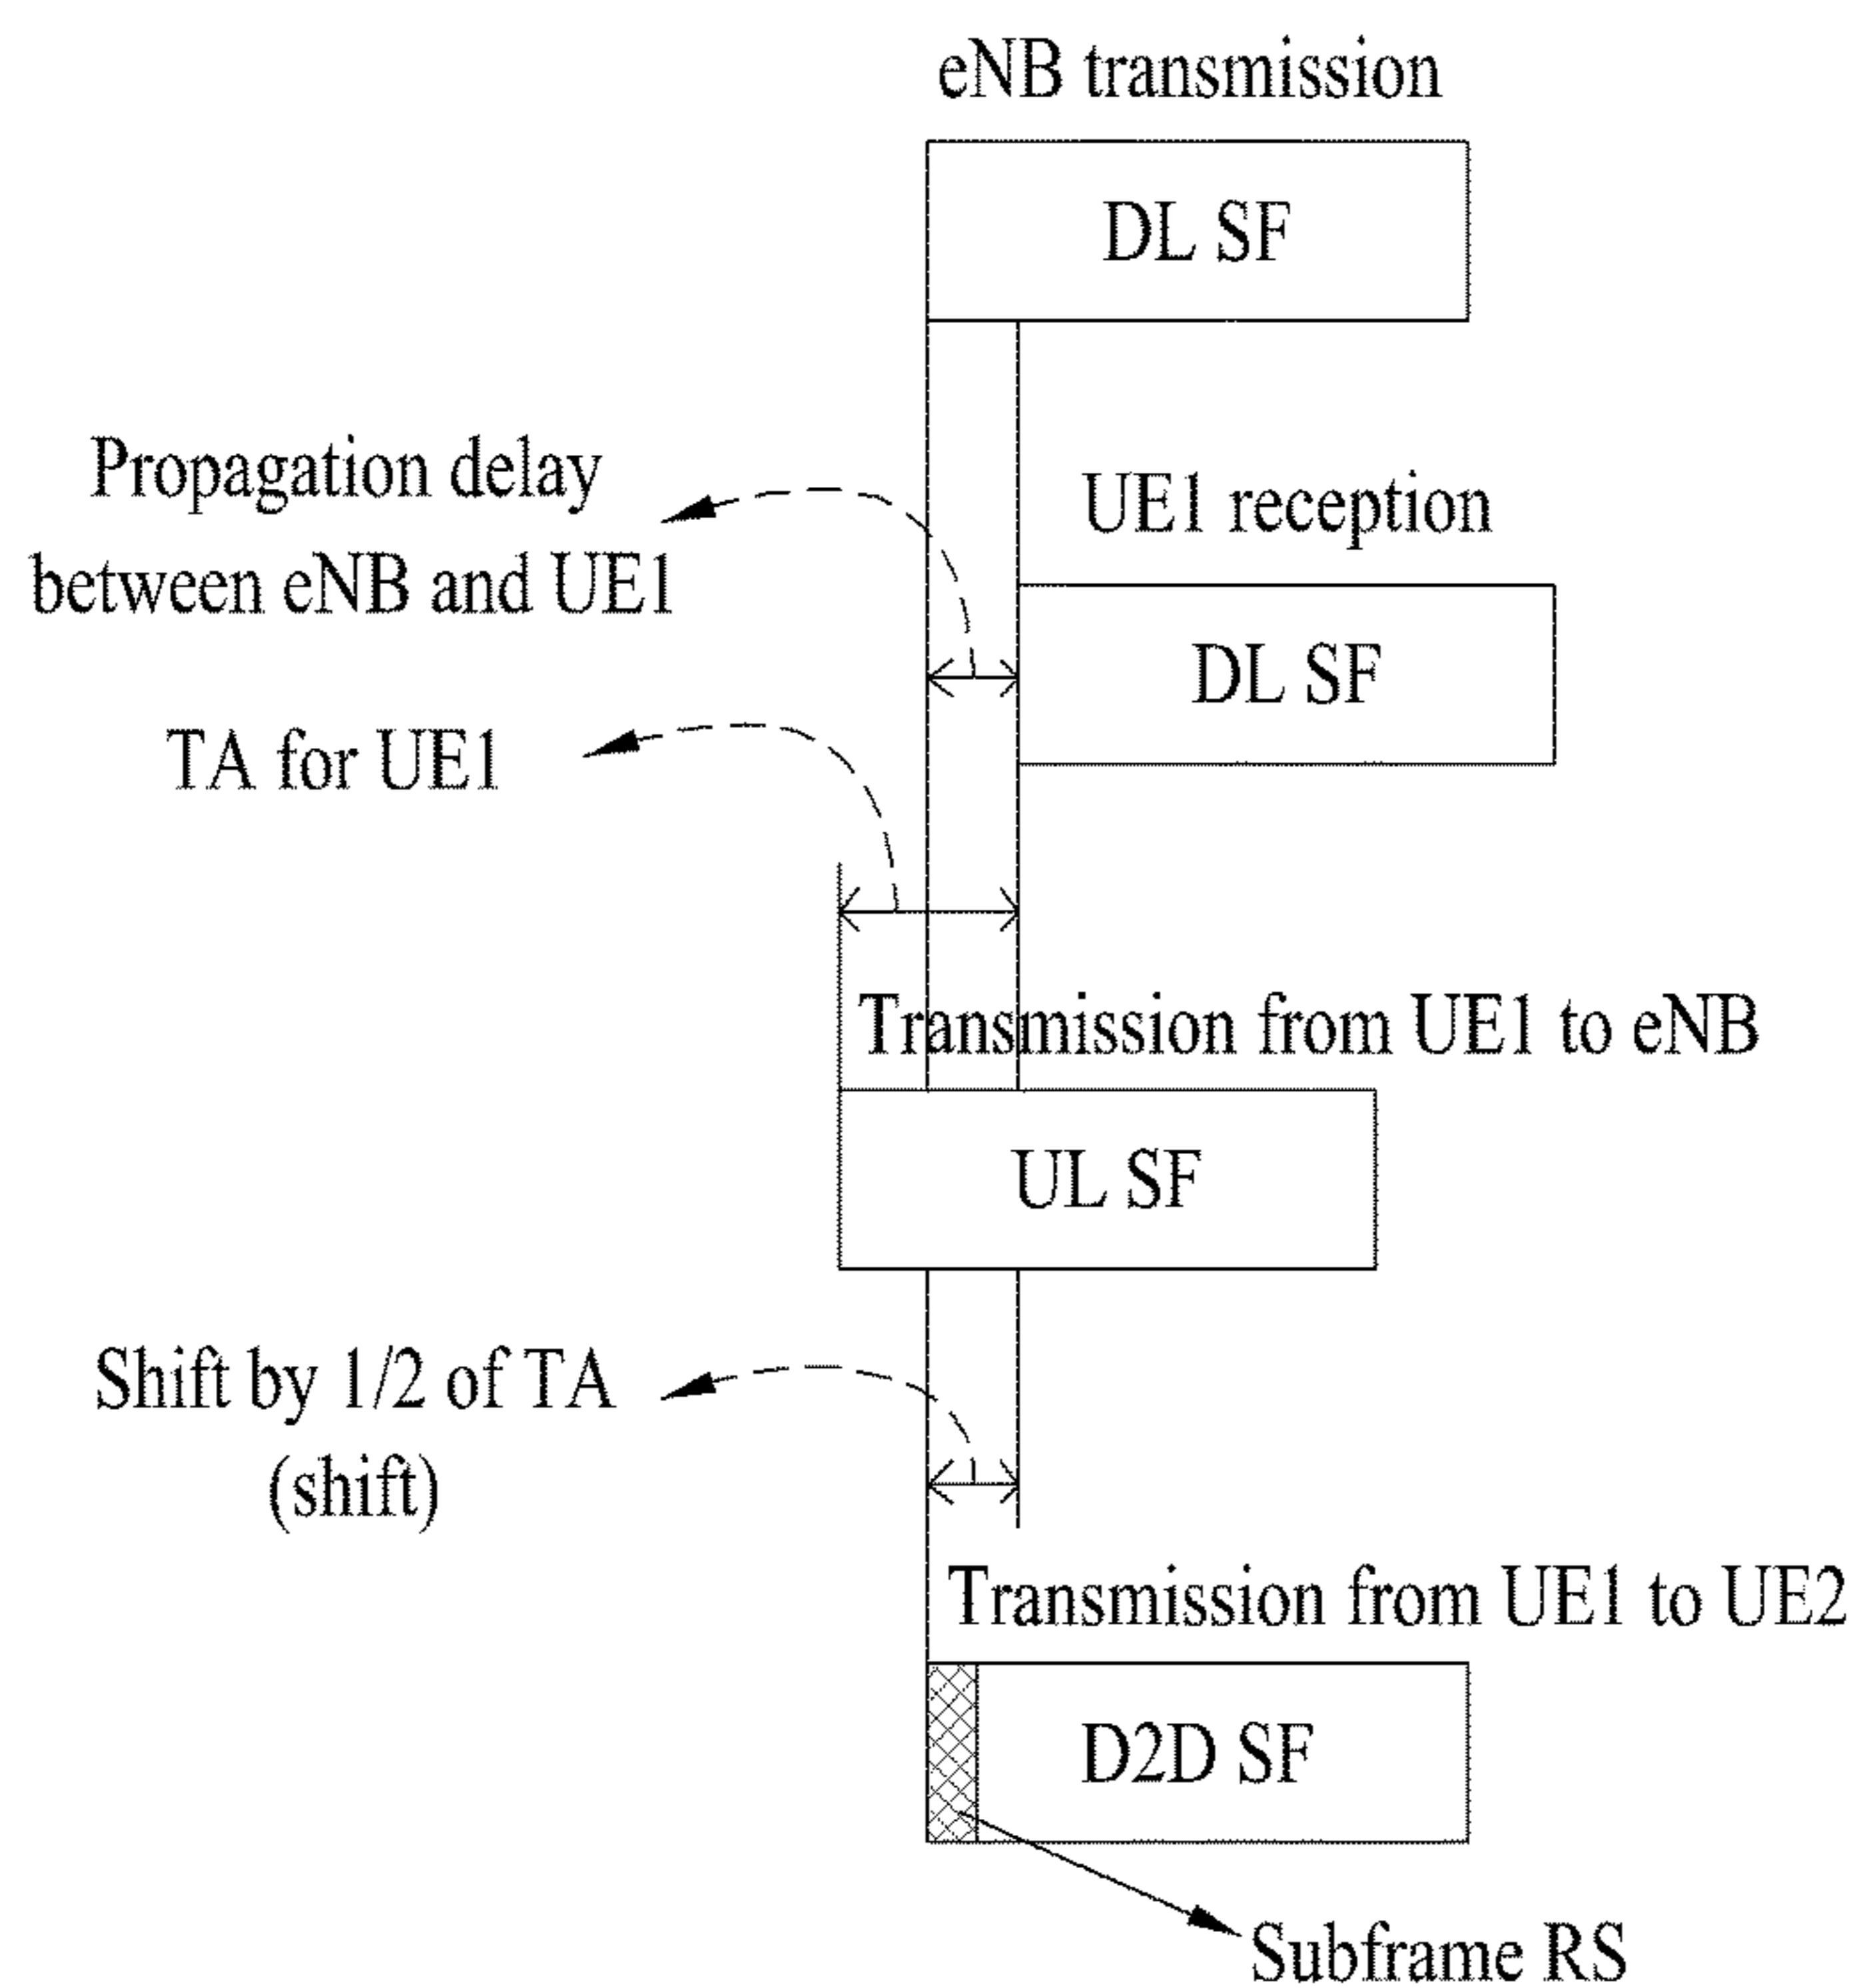 eNB transmission
DL SF
Propagation delay
between eNB and UE1
UE1 reception
DL SF
TA for UE1
Transmission from UE1 to eNB
UL SF
Shift by 1/2 of TA
(shift)
Transmission from UE1 to UE2
D2D SF
Subframe RS